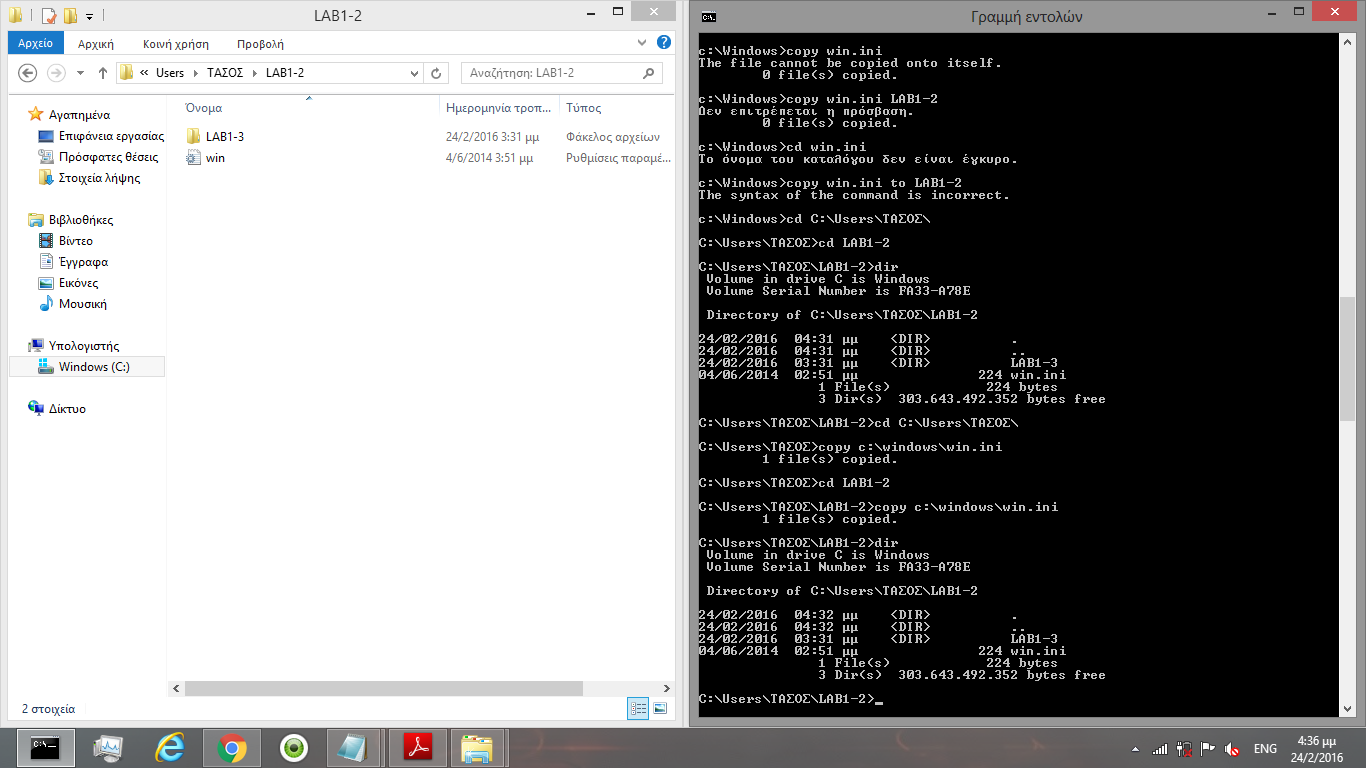 LAB1-2
Αρχείο Αρχική Κοινή χρήση Προβολή
« Users ΤΑΣΟΣ LAB1-2
Αναζήτηση: LAB1-2
Αγαπημένα
Επιφάνεια εργασίας
Πρόσφατες θέσεις
Στοιχεία λήψης
Βιβλιοθήκες
Βίντεο
Έγγραφα
Εικόνες
Μουσική
Υπολογιστής
Windows (C:)
Δίκτυο
Όνομα Ημερομηνία τροπ... Τύπος
LAB1-3 24/2/2016 3:31 μμ Φάκελος αρχείων
win 4/6/2014 3:51 μμ Ρυθμίσεις παραμέ...
2 στοιχεία
Γραμμή εντολών
c:\Windows>copy win.ini
The file cannot be copied onto itself.
0 file(s) copied.
c:\Windows>copy win.ini LAB1-2
Δεν επιτρέπεται η πρόσβαση.
0 file(s) copied.
c:\Windows>cd win.ini
Το όνομα του καταλόγου δεν είναι έγκυρο.
c:\Windows>copy win.ini to LAB1-2
The syntax of the command is incorrect.
c:\Windows>cd C:\Users\ΤΑΣΟΣ\
C:\Users\ΤΑΣΟΣ>cd LAB1-2
C:\Users\ΤΑΣΟΣ\LAB1-2>dir
Volume in drive C is Windows
Volume Serial Number is FA33-A78E
Directory of C:\Users\ΤΑΣΟΣ\LAB1-2
24/02/2016 04:31 μμ <DIR> .
24/02/2016 04:31 μμ <DIR> ..
24/02/2016 03:31 μμ <DIR> LAB1-3
04/06/2014 02:51 μμ 224 win.ini
1 File(s) 224 bytes
3 Dir(s) 303.643.492.352 bytes free
C:\Users\ΤΑΣΟΣ\LAB1-2>cd C:\Users\ΤΑΣΟΣ\
C:\Users\ΤΑΣΟΣ>copy c:\windows\win.ini
1 file(s) copied.
C:\Users\ΤΑΣΟΣ>cd LAB1-2
C:\Users\ΤΑΣΟΣ\LAB1-2>copy c:\windows\win.ini
1 file(s) copied.
C:\Users\ΤΑΣΟΣ\LAB1-2>dir
Volume in drive C is Windows
Volume Serial Number is FA33-A78E
Directory of C:\Users\ΤΑΣΟΣ\LAB1-2
24/02/2016 04:32 μμ <DIR> .
24/02/2016 04:32 μμ <DIR> ..
24/02/2016 03:31 μμ <DIR> LAB1-3
04/06/2014 02:51 μμ 224 win.ini
1 File(s) 224 bytes
3 Dir(s) 303.643.492.352 bytes free
C:\Users\ΤΑΣΟΣ\LAB1-2>_
ENG
4:36 μμ
24/2/2016